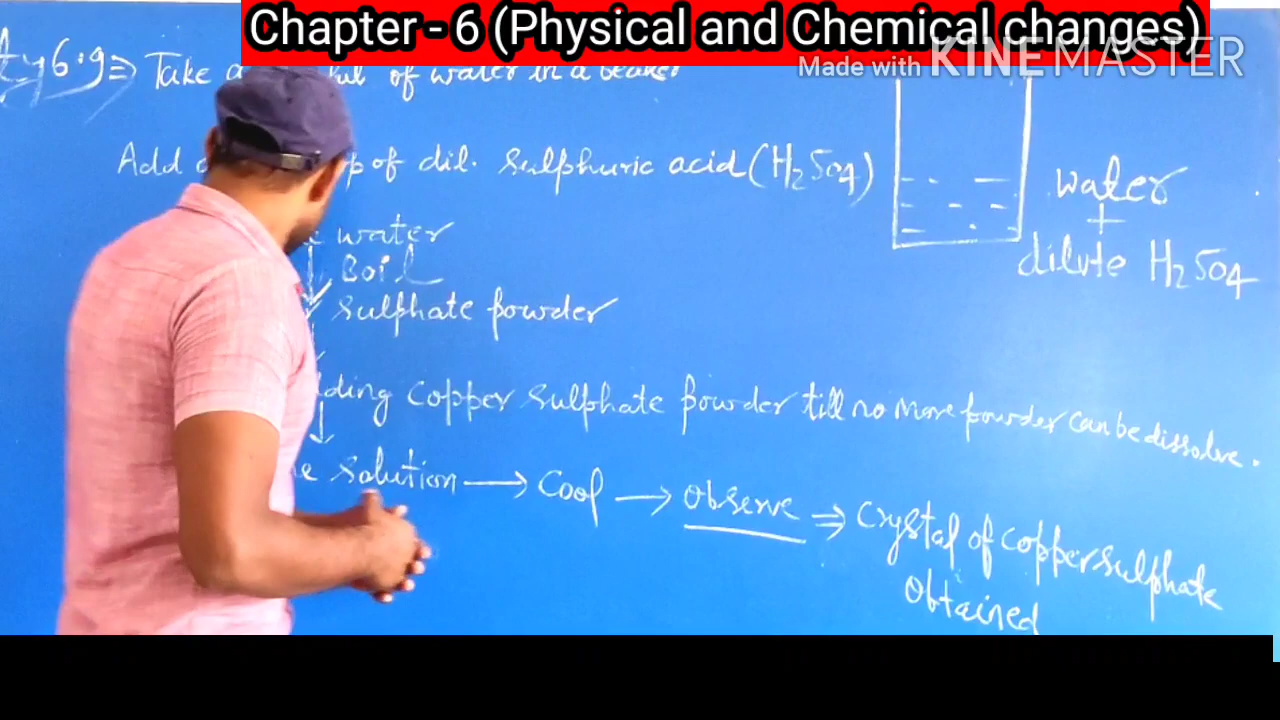 Chapter - 6 (Physical and Chemical changes)
Made with KINEMASTER
6.9 ⇒ Take a of water in a beaker
Add of dil. Sulphuric acid (H2SO4)
water
Boil
Sulphate powder
Copper Sulphate powder till no more powder can be dissolve.
Solution → Cool → Observe ⇒ Crystal of copper sulphate
Obtained
water
+
dilute H2SO4